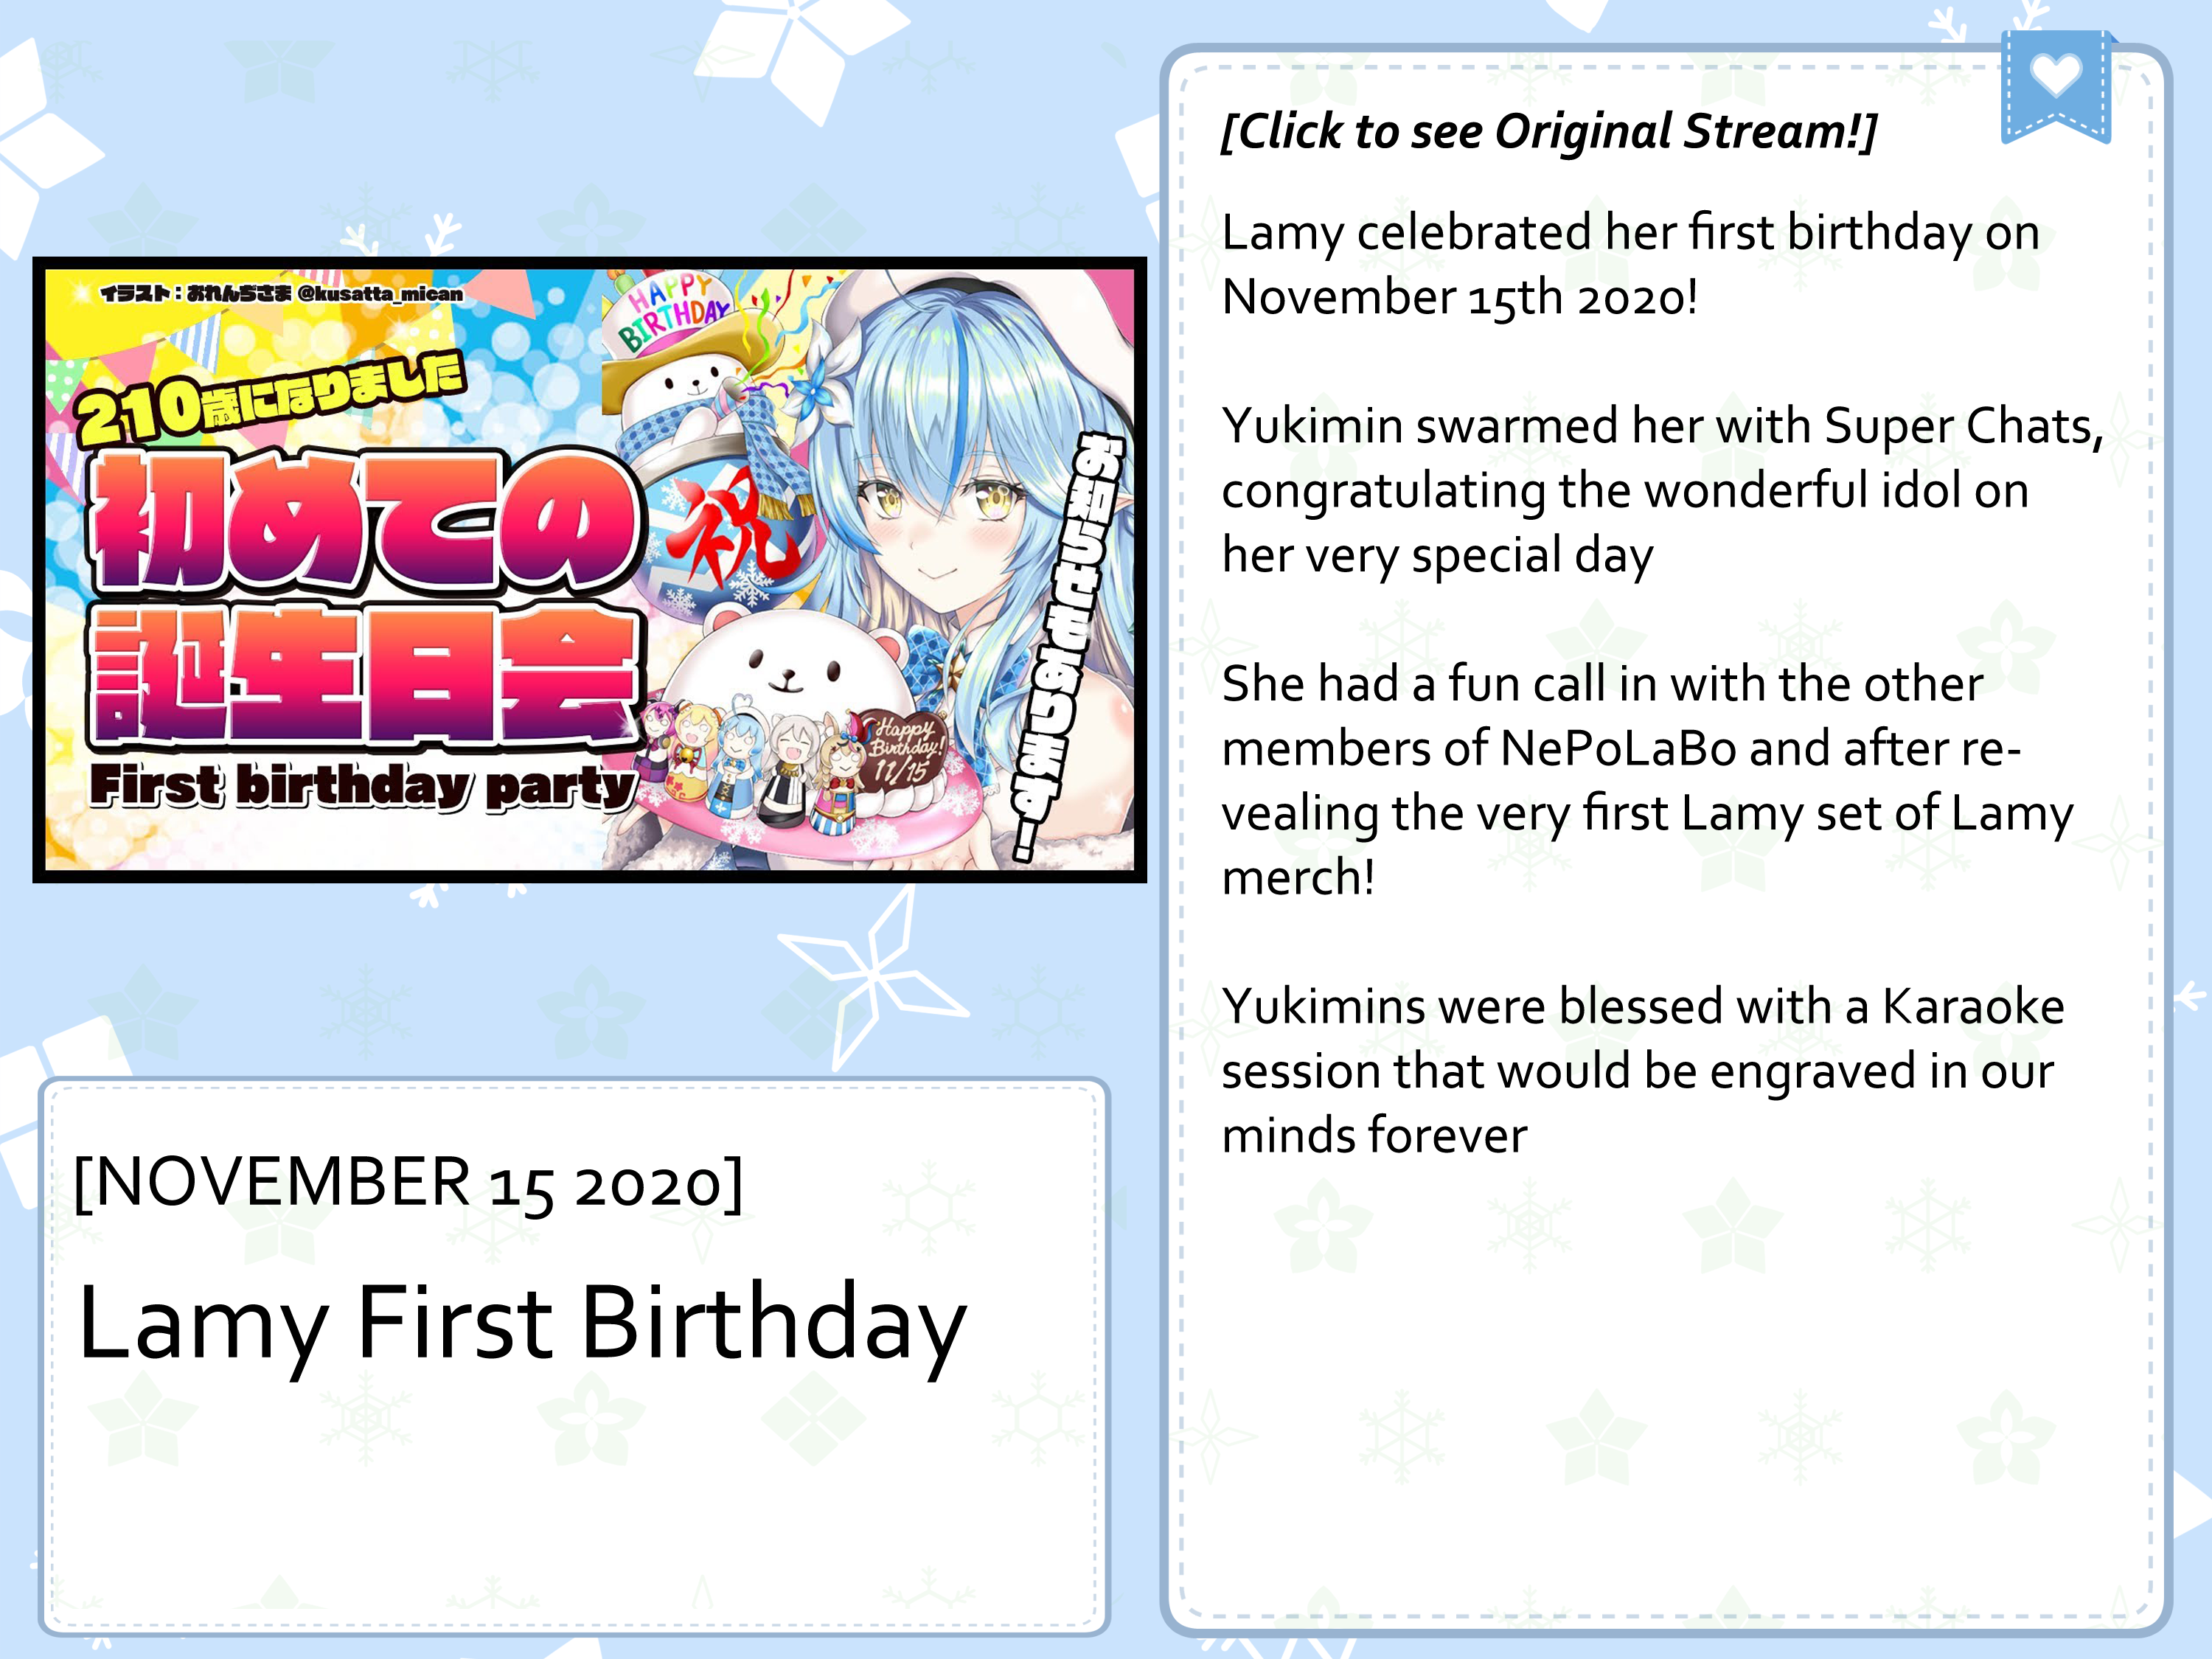 イラスト：おれんぢさま @kusatta_mican
HAPPY
BIRTHDAY
210歳になりました
初めての
誕生日会
First birthday party
祝
Happy
Birthday!
11/15
お知らせもあります！
[NOVEMBER 15 2020]
Lamy First Birthday
[Click to see Original Stream!]
Lamy celebrated her first birthday on
November 15th 2020!
Yukimin swarmed her with Super Chats,
congratulating the wonderful idol on
her very special day
She had a fun call in with the other
members of NePoLaBo and after re-
vealing the very first Lamy set of Lamy
merch!
Yukimins were blessed with a Karaoke
session that would be engraved in our
minds forever